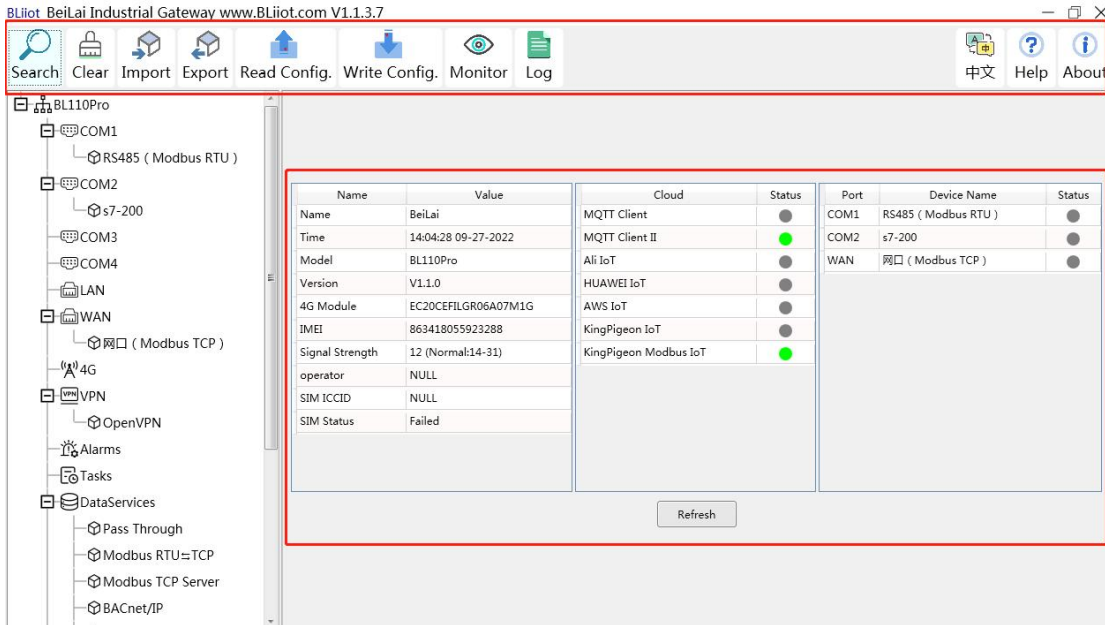 BLiiot BeiLai Industrial Gateway www.BLiiot.com V1.1.3.7
Search Clear Import Export Read Config. Write Config. Monitor Log 中文 Help About
BL110Pro
COM1
RS485（Modbus RTU）
COM2
s7-200
COM3
COM4
LAN
WAN
网口（Modbus TCP）
4G
VPN VPN
OpenVPN
Alarms
Tasks
DataServices
Pass Through
Modbus RTU⇆TCP
Modbus TCP Server
BACnet/IP
Name Value
Name BeiLai
Time 14:04:28 09-27-2022
Model BL110Pro
Version V1.1.0
4G Module EC20CEFILGR06A07M1G
IMEI 863418055923288
Signal Strength 12 (Normal:14-31)
operator NULL
SIM ICCID NULL
SIM Status Failed
Cloud Status
MQTT Client
MQTT Client II
Ali IoT
HUAWEI IoT
AWS IoT
KingPigeon IoT
KingPigeon Modbus IoT
Port Device Name Status
COM1 RS485（Modbus RTU）
COM2 s7-200
WAN 网口（Modbus TCP）
Refresh